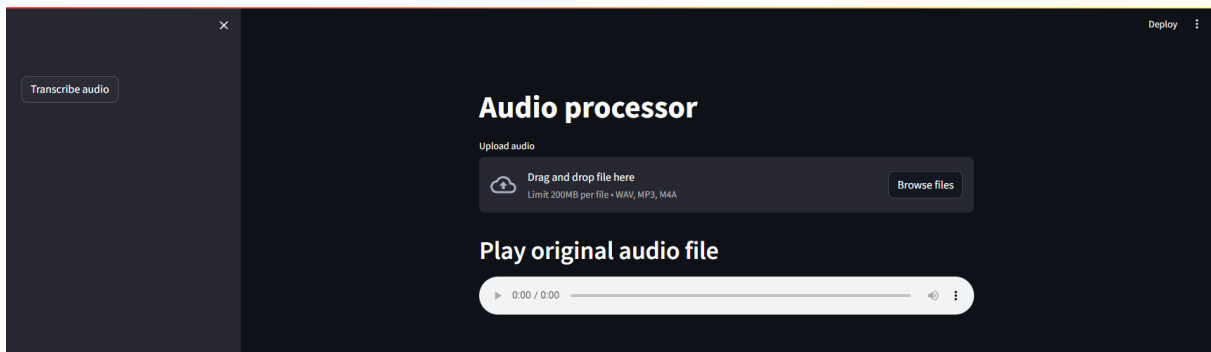 Deploy
Transcribe audio
Audio processor
Upload audio
Drag and drop file here
Limit 200MB per file • WAV, MP3, M4A
Browse files
Play original audio file
0:00 / 0:00